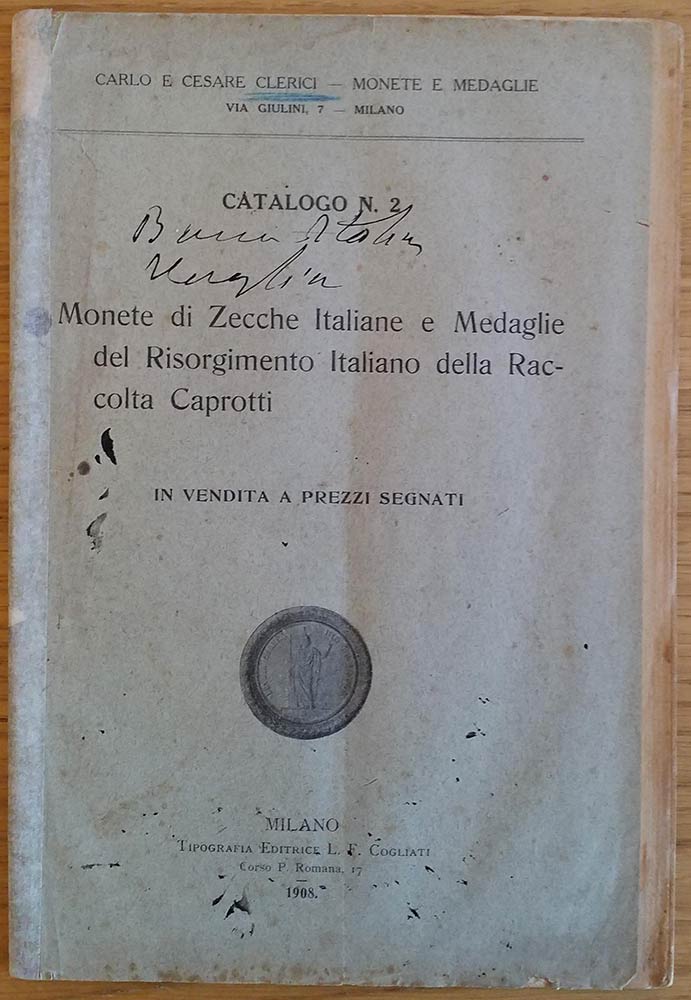 CARLO E CESARE CLERICI — MONETE E MEDAGLIE
VIA GIULINI, 7 — MILANO
CATALOGO N. 2
Monete di Zecche Italiane e Medaglie
del Risorgimento Italiano della Rac-
colta Caprotti
IN VENDITA A PREZZI SEGNATI
MILANO
TIPOGRAFIA EDITRICE L. F. COGLIATI
Corso P. Romana, 17
1908.